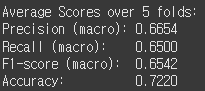 Average Scores over 5 folds:
Precision (macro): 0.6654
Recall (macro): 0.6500
F1-score (macro): 0.6542
Accuracy: 0.7220